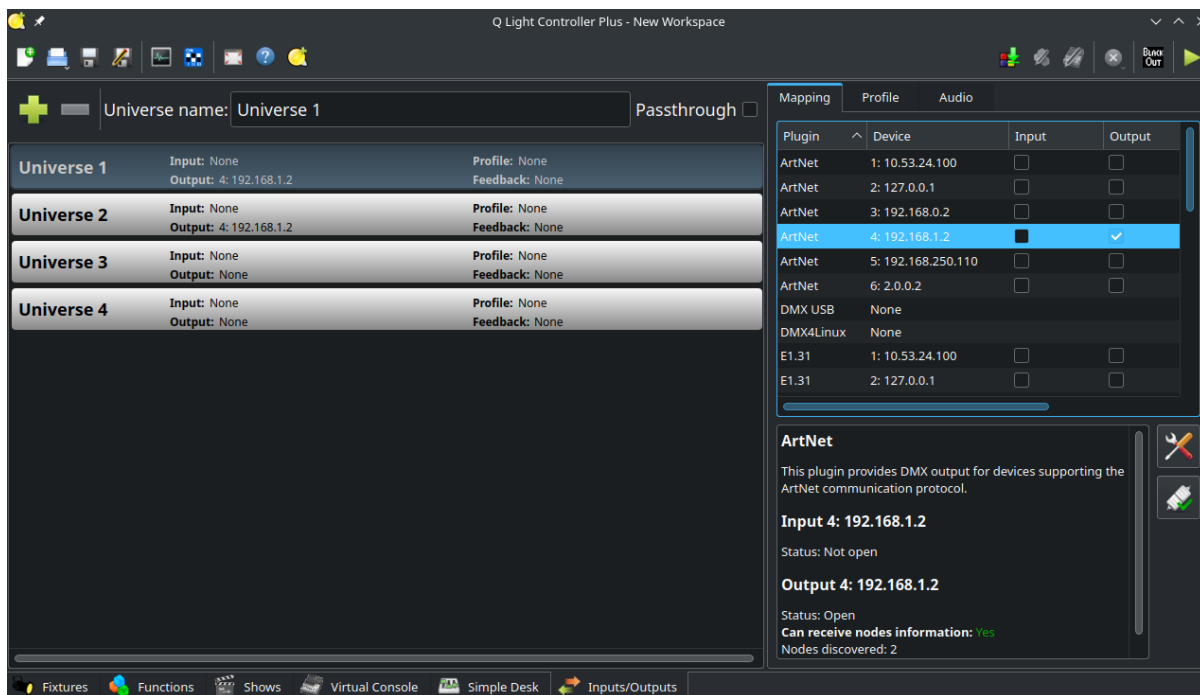 Q Light Controller Plus - New Workspace
BLACK OUT
Universe name: Universe 1 Passthrough
Universe 1 Input: None Profile: None
Output: 4: 192.168.1.2 Feedback: None
Universe 2 Input: None Profile: None
Output: 4: 192.168.1.2 Feedback: None
Universe 3 Input: None Profile: None
Output: None Feedback: None
Universe 4 Input: None Profile: None
Output: None Feedback: None
Mapping Profile Audio
Plugin Device Input Output
ArtNet 1: 10.53.24.100
ArtNet 2: 127.0.0.1
ArtNet 3: 192.168.0.2
ArtNet 4: 192.168.1.2
ArtNet 5: 192.168.250.110
ArtNet 6: 2.0.0.2
DMX USB None
DMX4Linux None
E1.31 1: 10.53.24.100
E1.31 2: 127.0.0.1
ArtNet
This plugin provides DMX output for devices supporting the
ArtNet communication protocol.
Input 4: 192.168.1.2
Status: Not open
Output 4: 192.168.1.2
Status: Open
Can receive nodes information: Yes
Nodes discovered: 2
Fixtures Functions Shows Virtual Console Simple Desk Inputs/Outputs